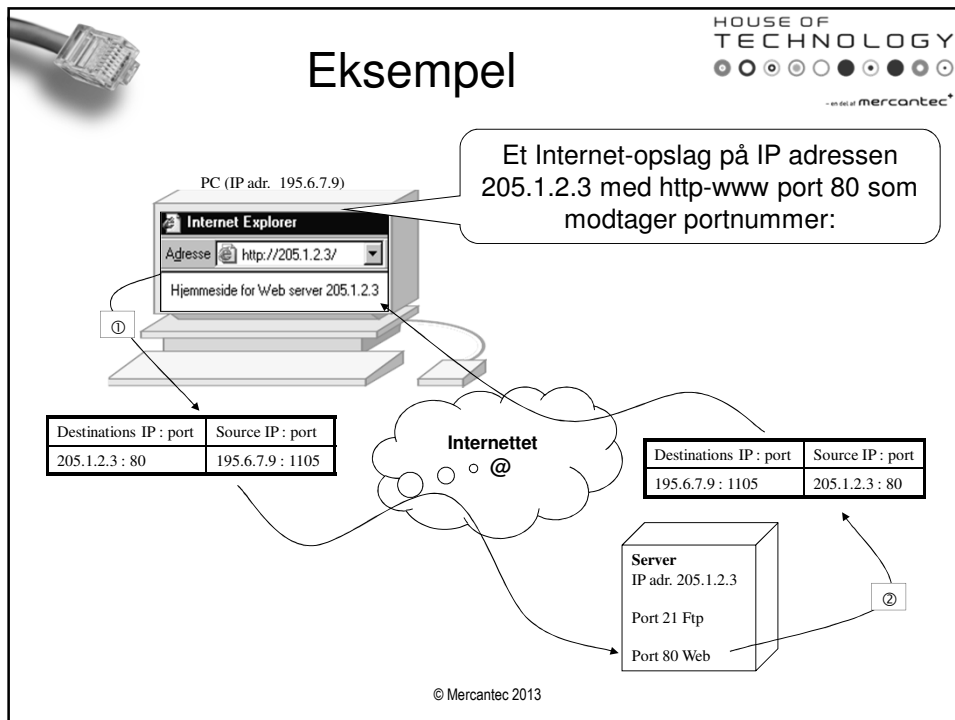 HOUSE OF
TECHNOLOGY
- en del af mercantec+
Eksempel
Et Internet-opslag på IP adressen
205.1.2.3 med http-www port 80 som
modtager portnummer:
PC (IP adr. 195.6.7.9)
Internet Explorer
Adresse http://205.1.2.3/
Hjemmeside for Web server 205.1.2.3
①
Destinations IP : port Source IP : port
205.1.2.3 : 80 195.6.7.9 : 1105
Internettet
@
Destinations IP : port Source IP : port
195.6.7.9 : 1105 205.1.2.3 : 80
Server
IP adr. 205.1.2.3
Port 21 Ftp
Port 80 Web
②
© Mercantec 2013